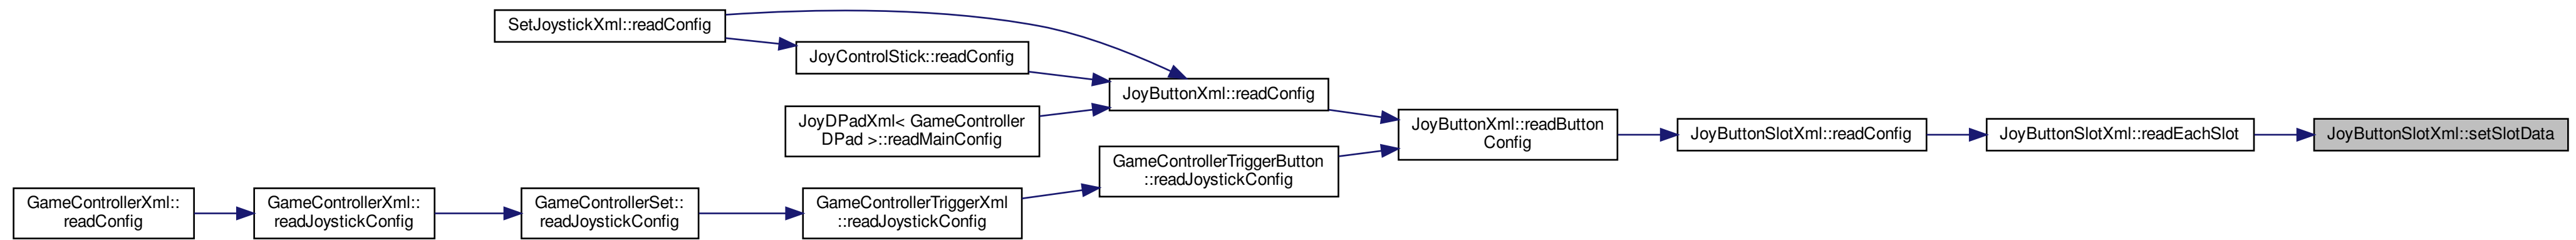 SetJoystickXml::readConfig
JoyControlStick::readConfig
JoyButtonXml::readConfig
JoyDPadXml< GameController
DPad >::readMainConfig
JoyButtonXml::readButton
Config
JoyButtonSlotXml::readConfig
JoyButtonSlotXml::readEachSlot
JoyButtonSlotXml::setSlotData
GameControllerTriggerButton
::readJoystickConfig
GameControllerXml::
readConfig
GameControllerXml::
readJoystickConfig
GameControllerSet::
readJoystickConfig
GameControllerTriggerXml
::readJoystickConfig